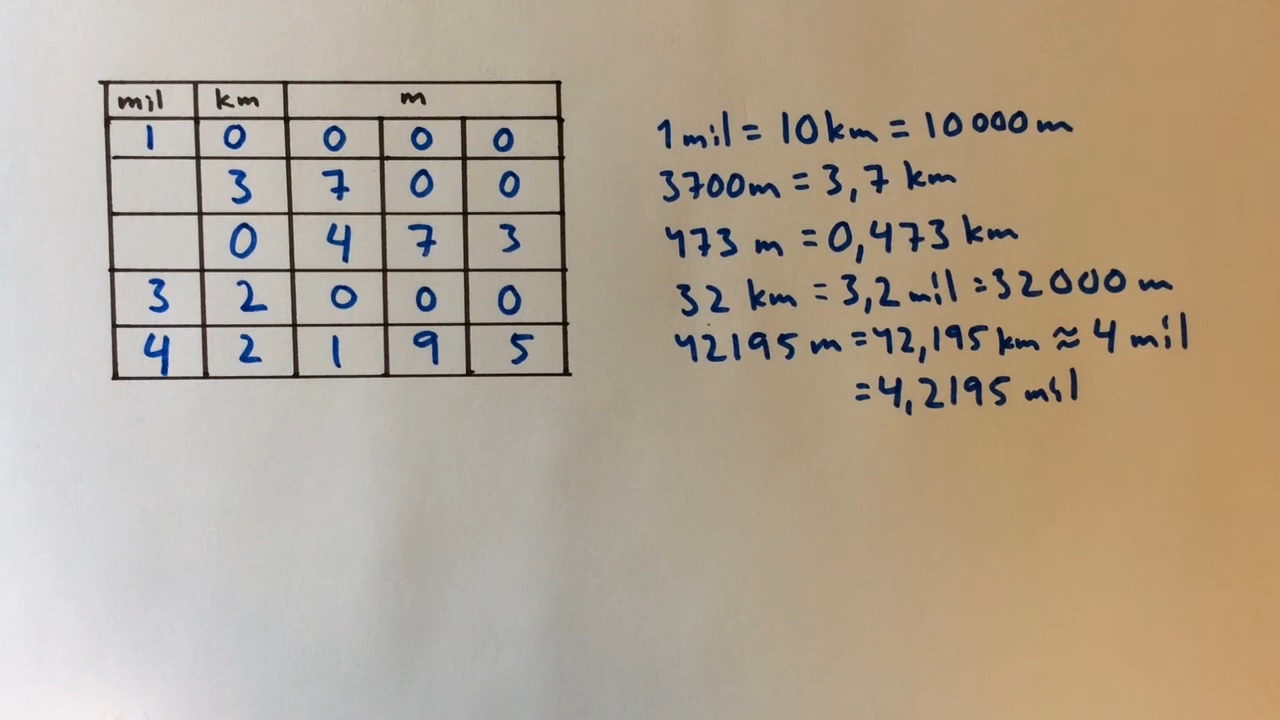 mil km m
1 0 0 0 0
3 7 0 0
0 4 7 3
3 2 0 0 0
4 2 1 9 5
1 mil = 10 km = 10 000 m
3700 m = 3,7 km
473 m = 0,473 km
32 km = 3,2 mil = 32 000 m
42195 m = 42,195 km ≈ 4 mil
= 4,2195 mil